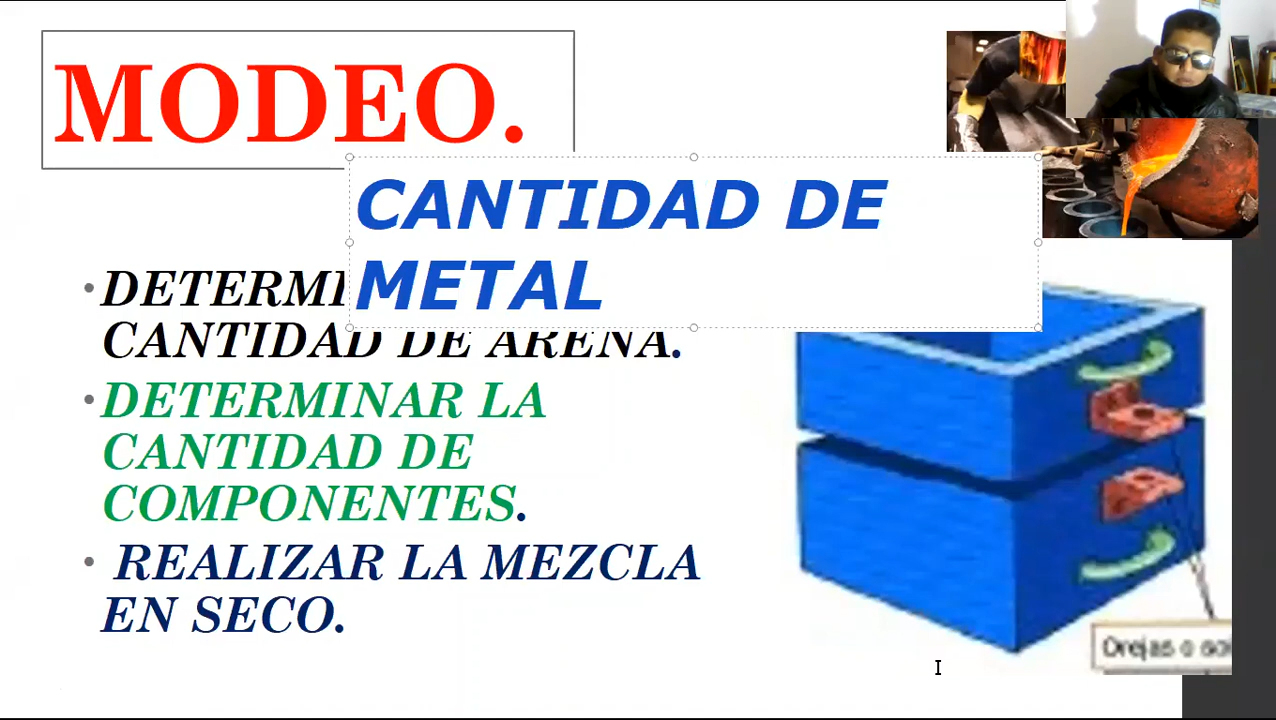 MODEO.
CANTIDAD DE
METAL
CANTIDAD DE ARENA.
DETERMINAR LA
CANTIDAD DE
COMPONENTES.
REALIZAR LA MEZCLA
EN SECO.
Orejas o